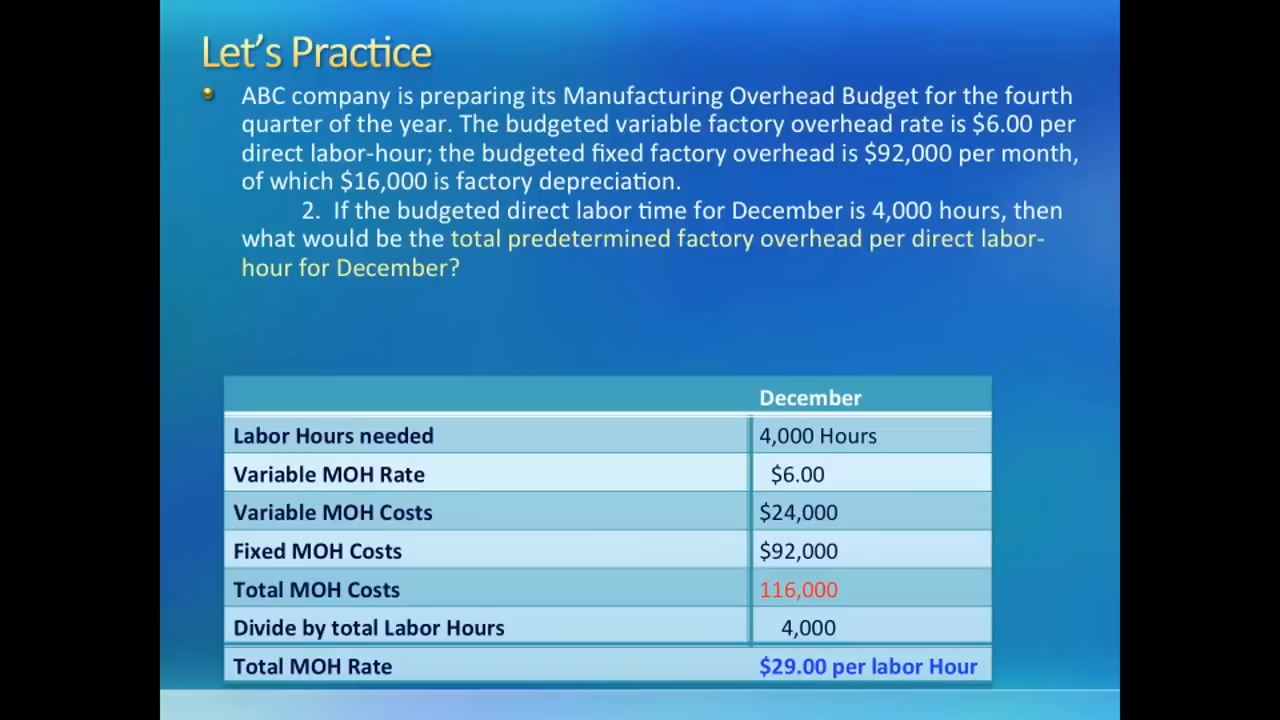 Let's Practice
ABC company is preparing its Manufacturing Overhead Budget for the fourth
quarter of the year. The budgeted variable factory overhead rate is $6.00 per
direct labor-hour; the budgeted fixed factory overhead is $92,000 per month,
of which $16,000 is factory depreciation.
2. If the budgeted direct labor time for December is 4,000 hours, then
what would be the total predetermined factory overhead per direct labor-
hour for December?
December
Labor Hours needed 4,000 Hours
Variable MOH Rate $6.00
Variable MOH Costs $24,000
Fixed MOH Costs $92,000
Total MOH Costs 116,000
Divide by total Labor Hours 4,000
Total MOH Rate $29.00 per labor Hour